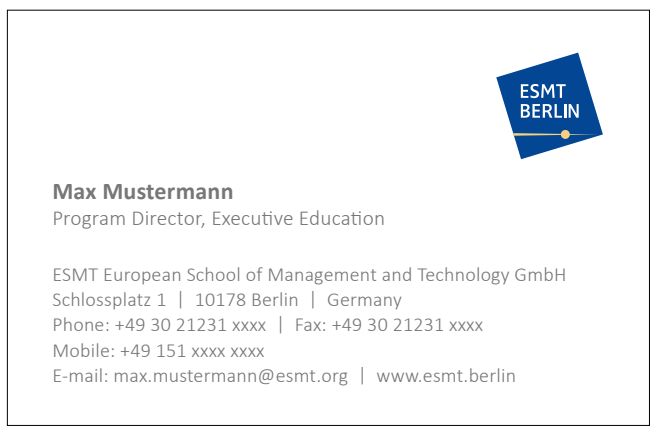 ESMT
BERLIN
Max Mustermann
Program Director, Executive Education
ESMT European School of Management and Technology GmbH
Schlossplatz 1 | 10178 Berlin | Germany
Phone: +49 30 21231 xxxx | Fax: +49 30 21231 xxxx
Mobile: +49 151 xxxx xxxx
E-mail: max.mustermann@esmt.org | www.esmt.berlin